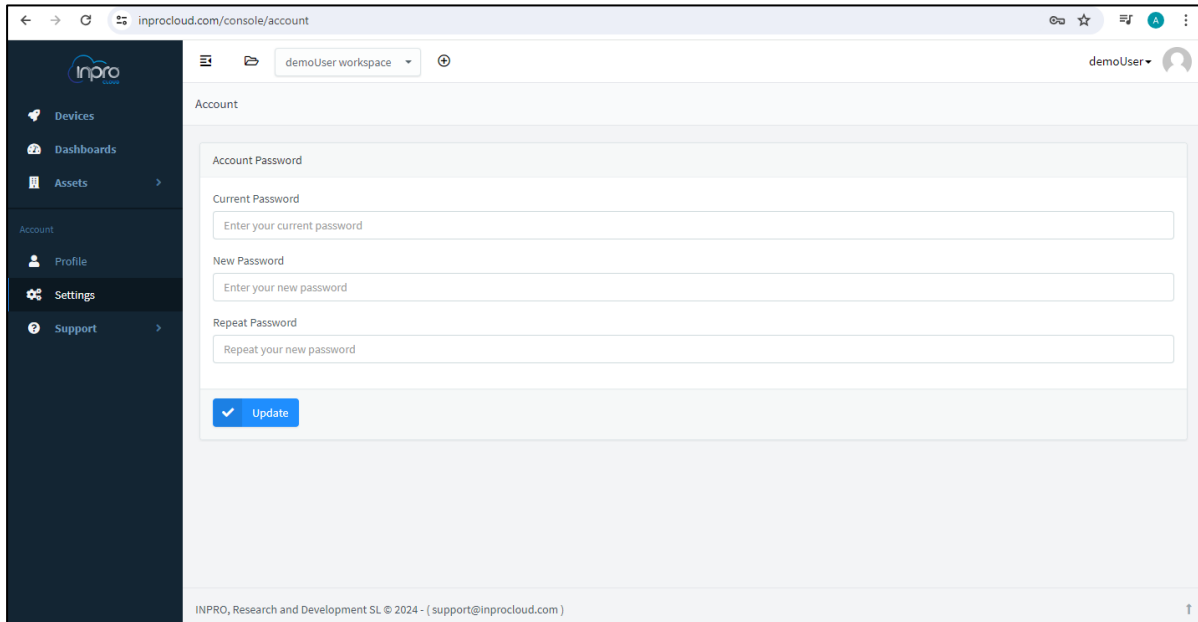 inprocloud.com/console/account
A
inpro
demoUser workspace
demoUser
Devices
Dashboards
Assets
Account
Profile
Settings
Support
Account
Account Password
Current Password
Enter your current password
New Password
Enter your new password
Repeat Password
Repeat your new password
Update
INPRO, Research and Development SL © 2024 - ( support@inprocloud.com )